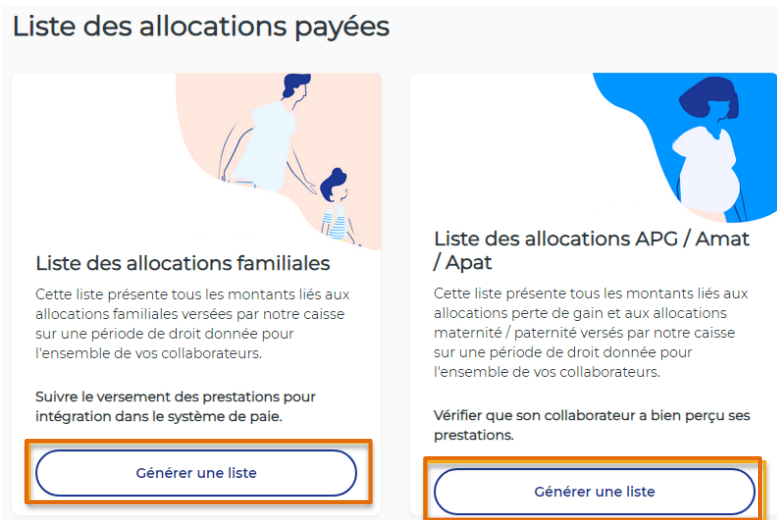 Liste des allocations payées
Liste des allocations familiales
Cette liste présente tous les montants liés aux
allocations familiales versées par notre caisse
sur une période de droit donnée pour
l'ensemble de vos collaborateurs.
Suivre le versement des prestations pour
intégration dans le système de paie.
Générer une liste
Liste des allocations APG / Amat
/ Apat
Cette liste présente tous les montants liés aux
allocations perte de gain et aux allocations
maternité / paternité versés par notre caisse
sur une période de droit donnée pour
l'ensemble de vos collaborateurs.
Vérifier que son collaborateur a bien perçu ses
prestations.
Générer une liste